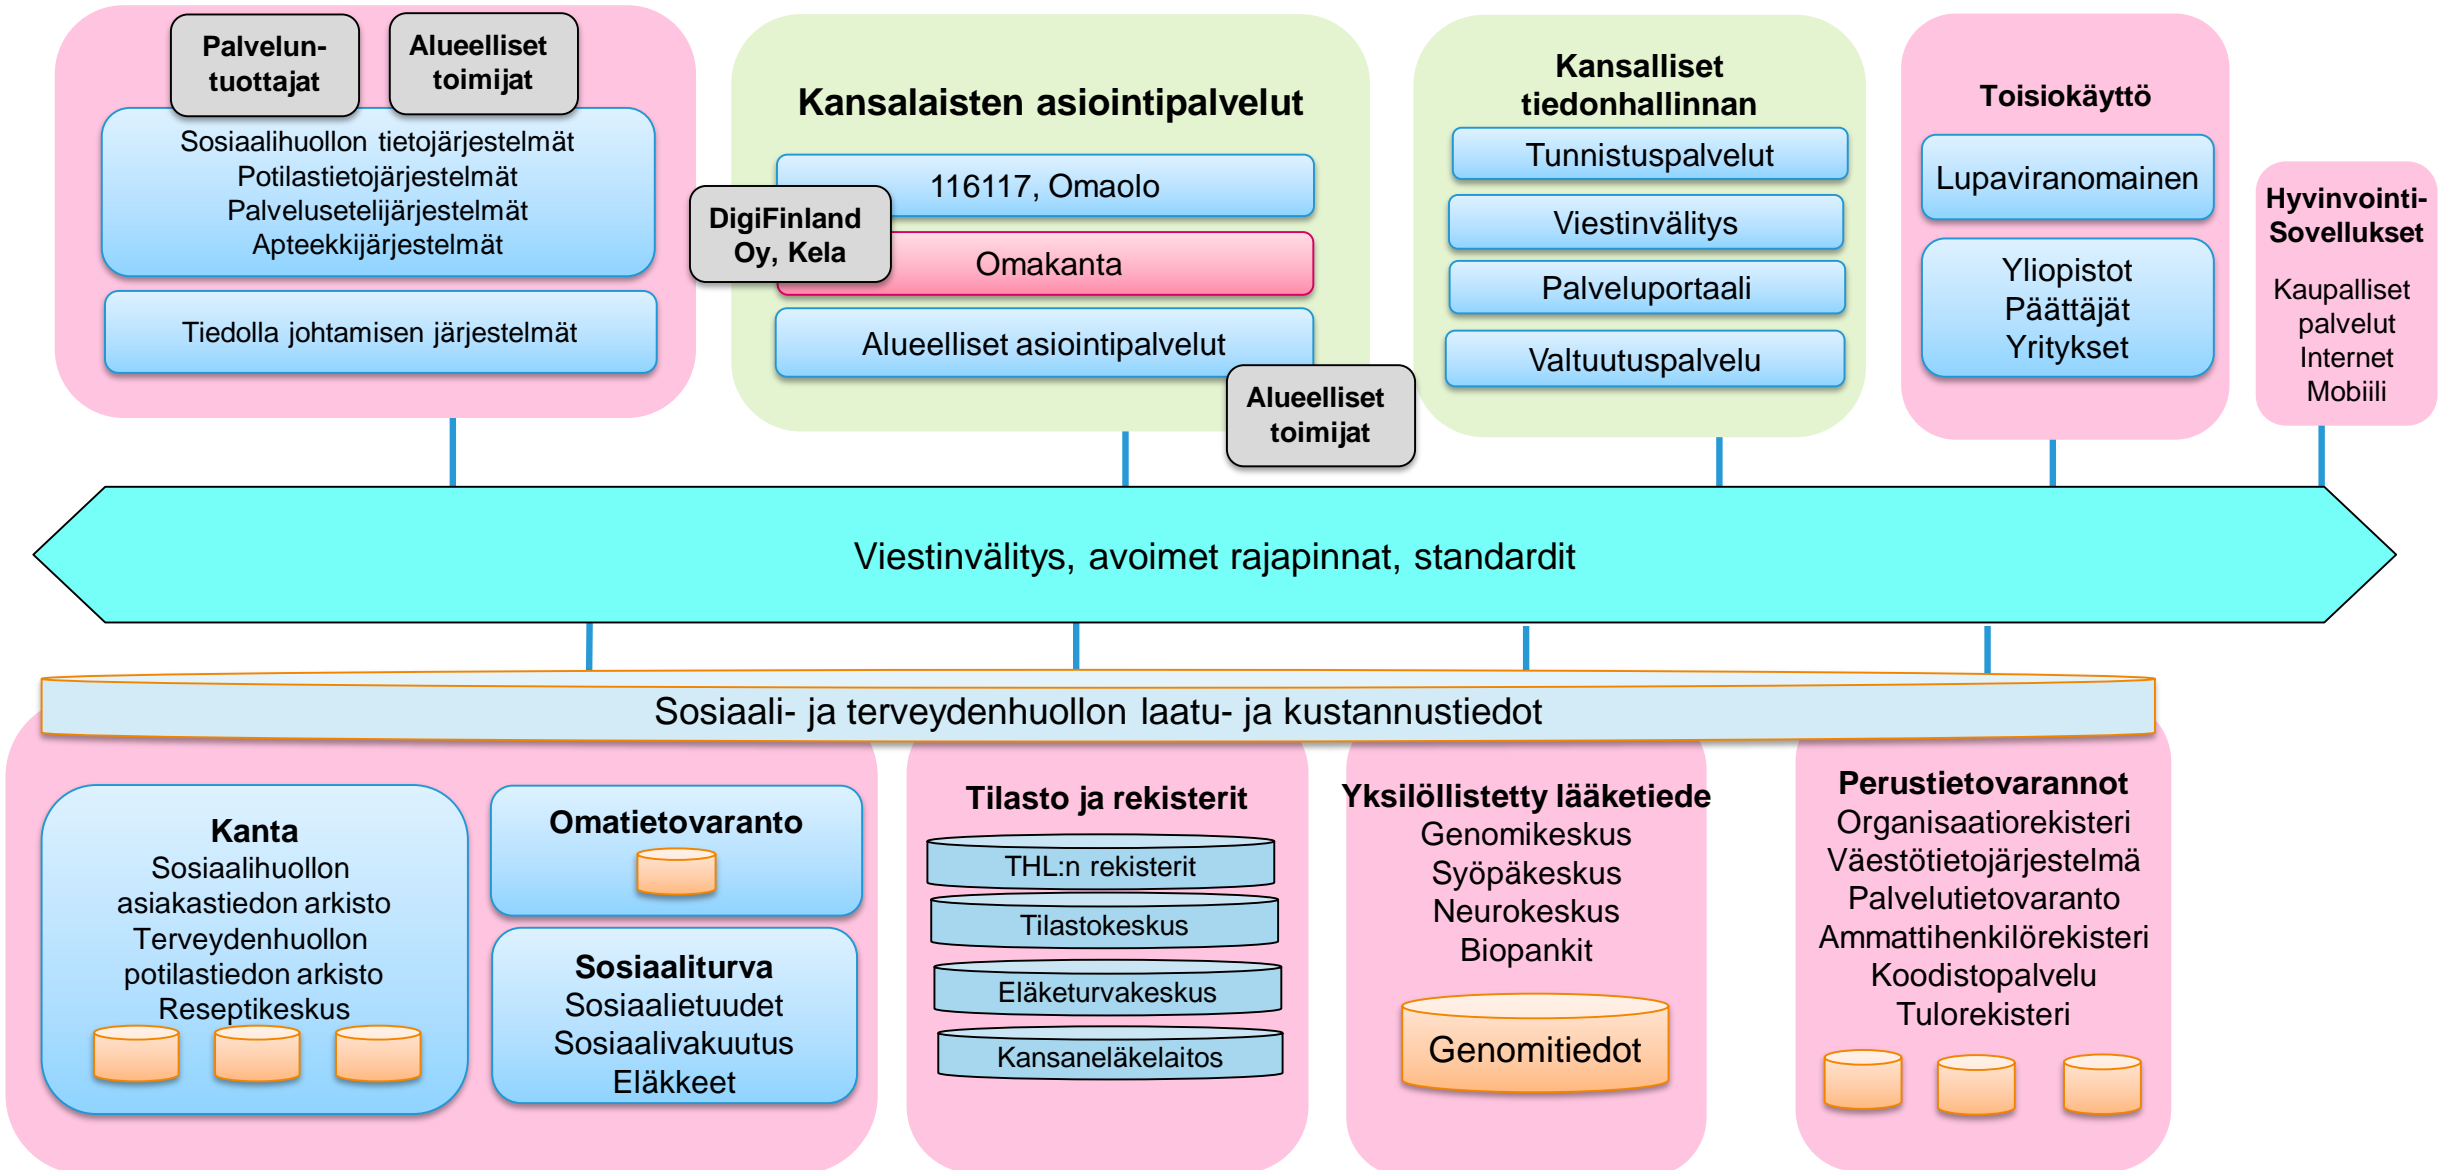 Palvelun-
tuottajat
Alueelliset
toimijat
Sosiaalihuollon tietojärjestelmät
Potilastietojärjestelmät
Palvelusetelijärjestelmät
Apteekkijärjestelmät
Tiedolla johtamisen järjestelmät
Kansalaisten asiointipalvelut
116117, Omaolo
DigiFinland
Oy, Kela
Omakanta
Alueelliset asiointipalvelut
Alueelliset
toimijat
Kansalliset
tiedonhallinnan
Tunnistuspalvelut
Viestinvälitys
Palveluportaali
Valtuutuspalvelu
Toisiokäyttö
Lupaviranomainen
Yliopistot
Päättäjät
Yritykset
Hyvinvointi-
Sovellukset
Kaupalliset
palvelut
Internet
Mobiili
Viestinvälitys, avoimet rajapinnat, standardit
Sosiaali- ja terveydenhuollon laatu- ja kustannustiedot
Kanta
Sosiaalihuollon
asiakastiedon arkisto
Terveydenhuollon
potilastiedon arkisto
Reseptikeskus
Omatietovaranto
Sosiaaliturva
Sosiaalietuudet
Sosiaalivakuutus
Eläkkeet
Tilasto ja rekisterit
THL:n rekisterit
Tilastokeskus
Eläketurvakeskus
Kansaneläkelaitos
Yksilöllistetty lääketiede
Genomikeskus
Syöpäkeskus
Neurokeskus
Biopankit
Genomitiedot
Perustietovarannot
Organisaatiorekisteri
Väestötietojärjestelmä
Palvelutietovaranto
Ammattihenkilörekisteri
Koodistopalvelu
Tulorekisteri